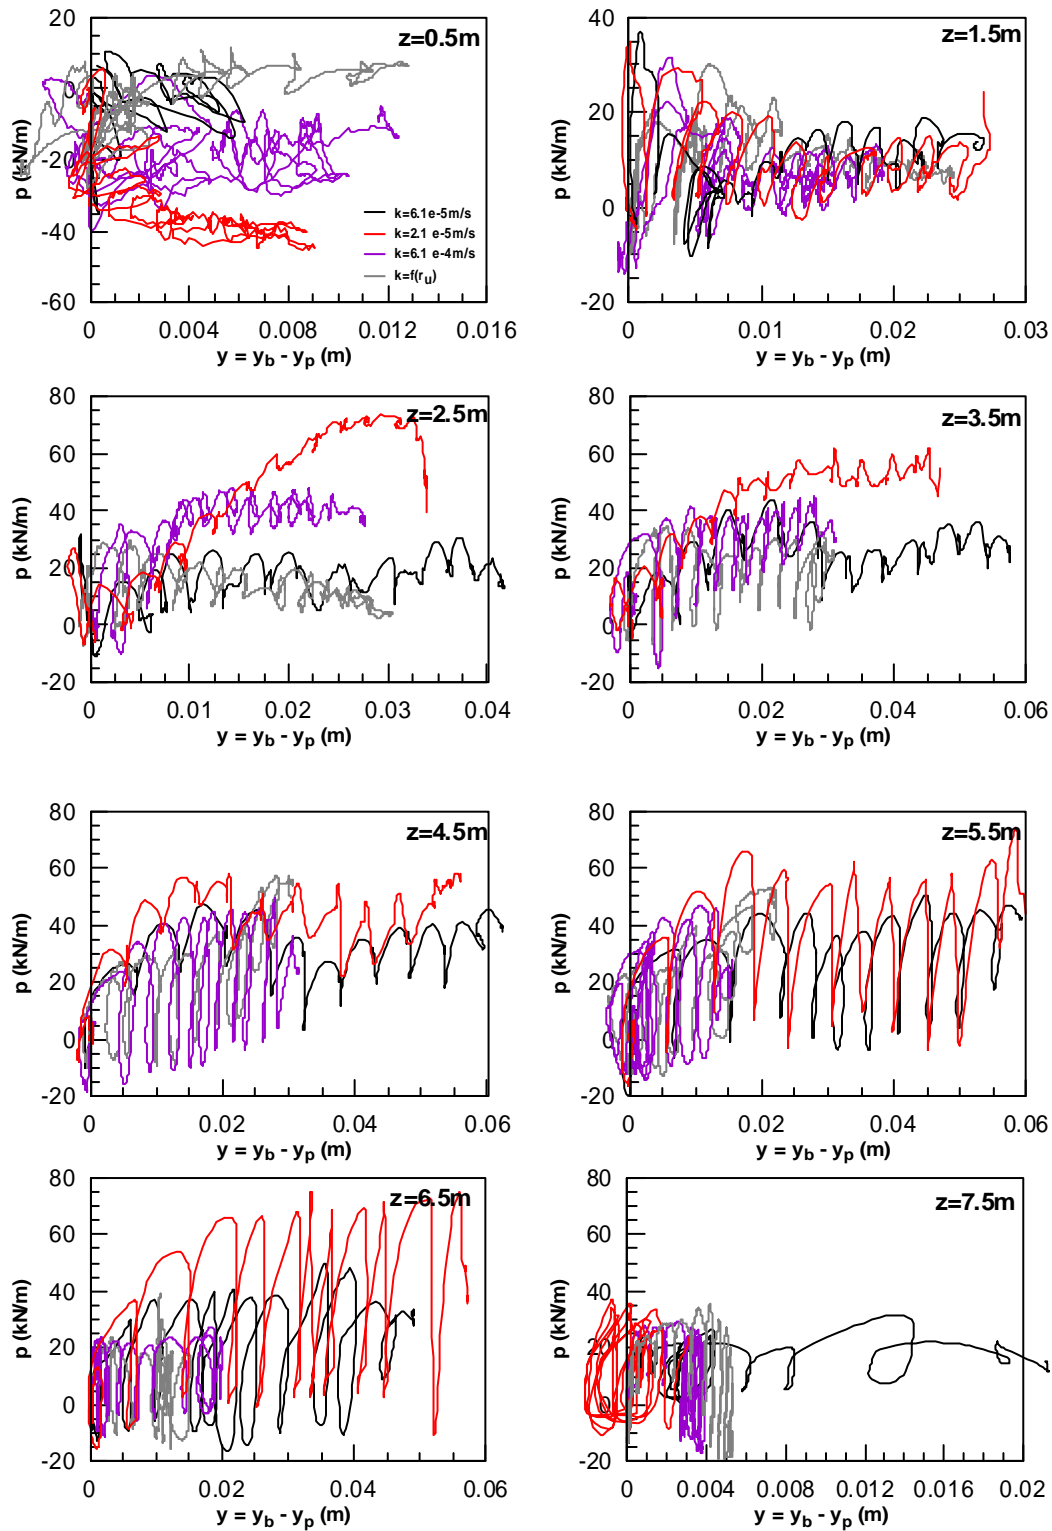 z=0.5m
20
0
-20
-40
-60
p (kN/m)
k=6.1e-5m/s
k=2.1 e-5m/s
k=6.1 e-4m/s
k=f(ru)
0 0.004 0.008 0.012 0.016
y = yb - yp (m)
z=1.5m
40
20
0
-20
p (kN/m)
0 0.01 0.02 0.03
y = yb - yp (m)
z=2.5m
80
60
40
20
0
-20
p (kN/m)
0 0.01 0.02 0.03 0.04
y = yb - yp (m)
z=3.5m
80
60
40
20
0
-20
p (kN/m)
0 0.02 0.04 0.06
y = yb - yp (m)
z=4.5m
80
60
40
20
0
-20
p (kN/m)
0 0.02 0.04 0.06
y = yb - yp (m)
z=5.5m
80
60
40
20
0
-20
p (kN/m)
0 0.02 0.04 0.06
y = yb - yp (m)
z=6.5m
80
60
40
20
0
-20
p (kN/m)
0 0.02 0.04 0.06
y = yb - yp (m)
z=7.5m
80
60
40
20
0
-20
p (kN/m)
0 0.004 0.008 0.012 0.016 0.02
y = yb - yp (m)